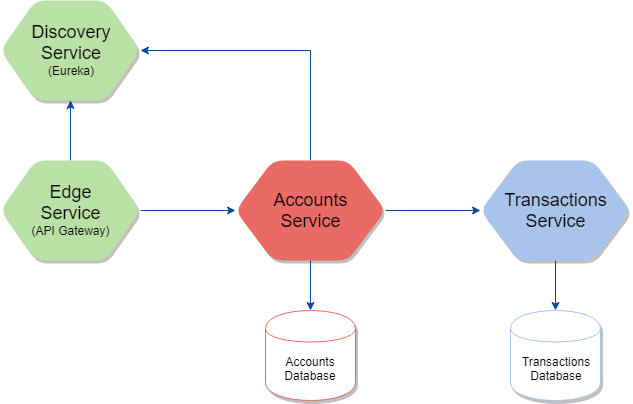 Discovery
Service
(Eureka)
Edge
Service
(API Gateway)
Accounts
Service
Transactions
Service
Accounts
Database
Transactions
Database